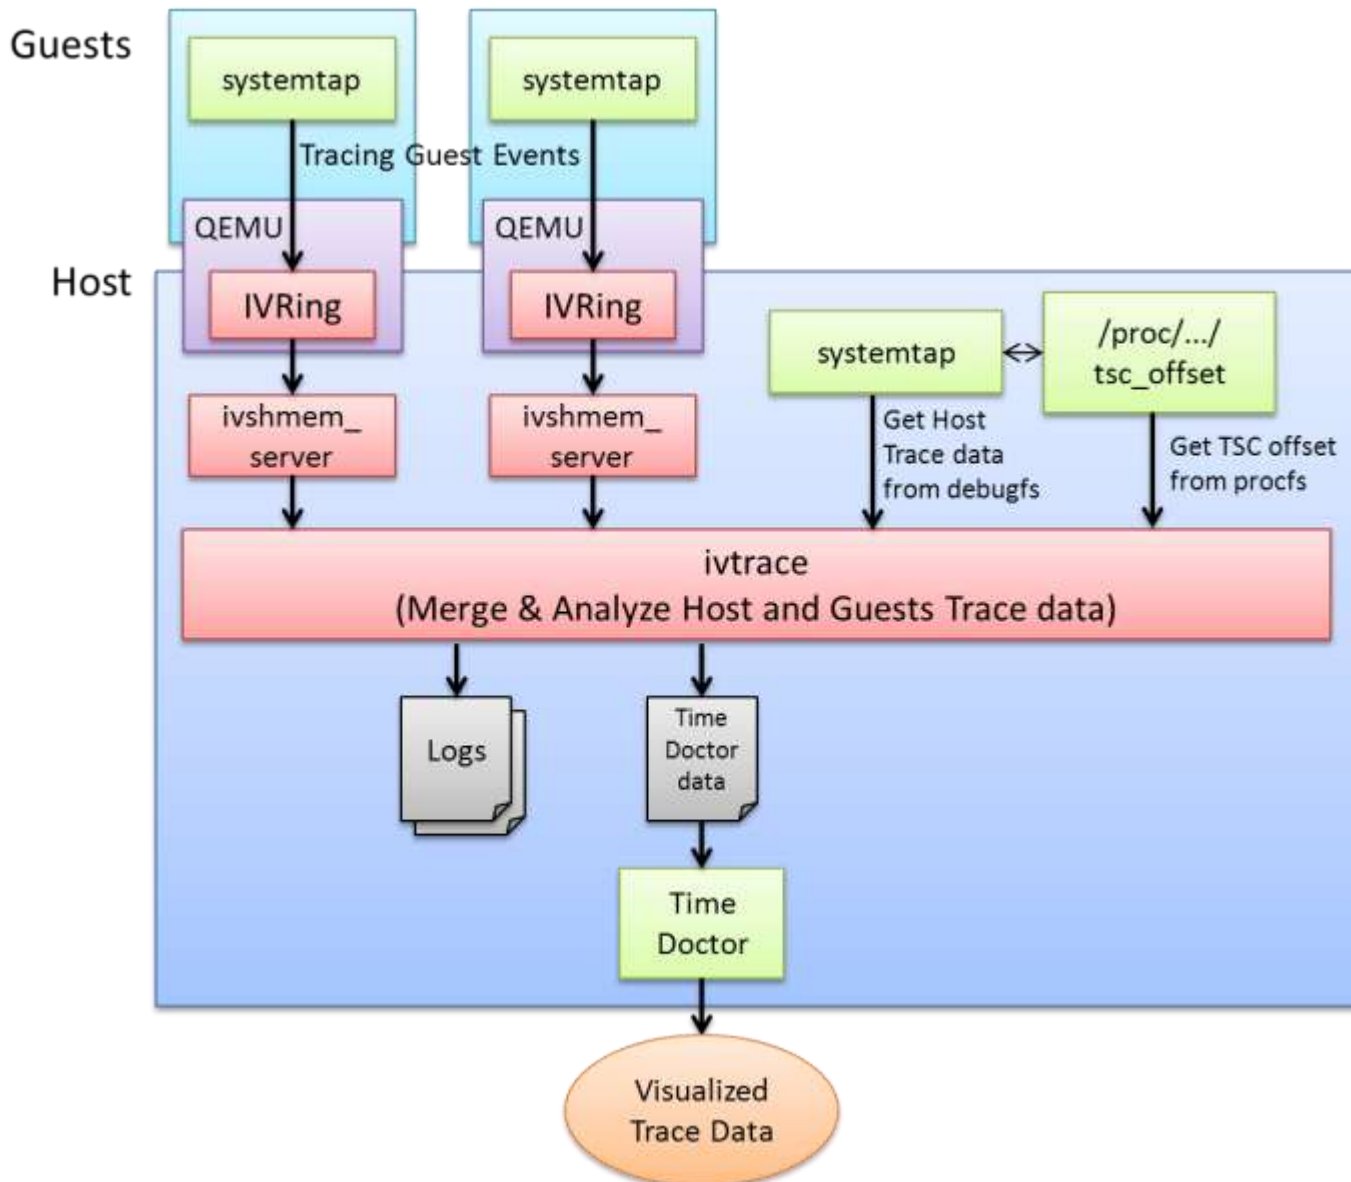 Guests
systemtap
systemtap
Tracing Guest Events
QEMU
QEMU
Host
IVRing
IVRing
systemtap
/proc/.../
tsc_offset
ivshmem_
server
ivshmem_
server
Get Host
Trace data
from debugfs
Get TSC offset
from procfs
ivtrace
(Merge & Analyze Host and Guests Trace data)
Logs
Time
Doctor
data
Time
Doctor
Visualized
Trace Data